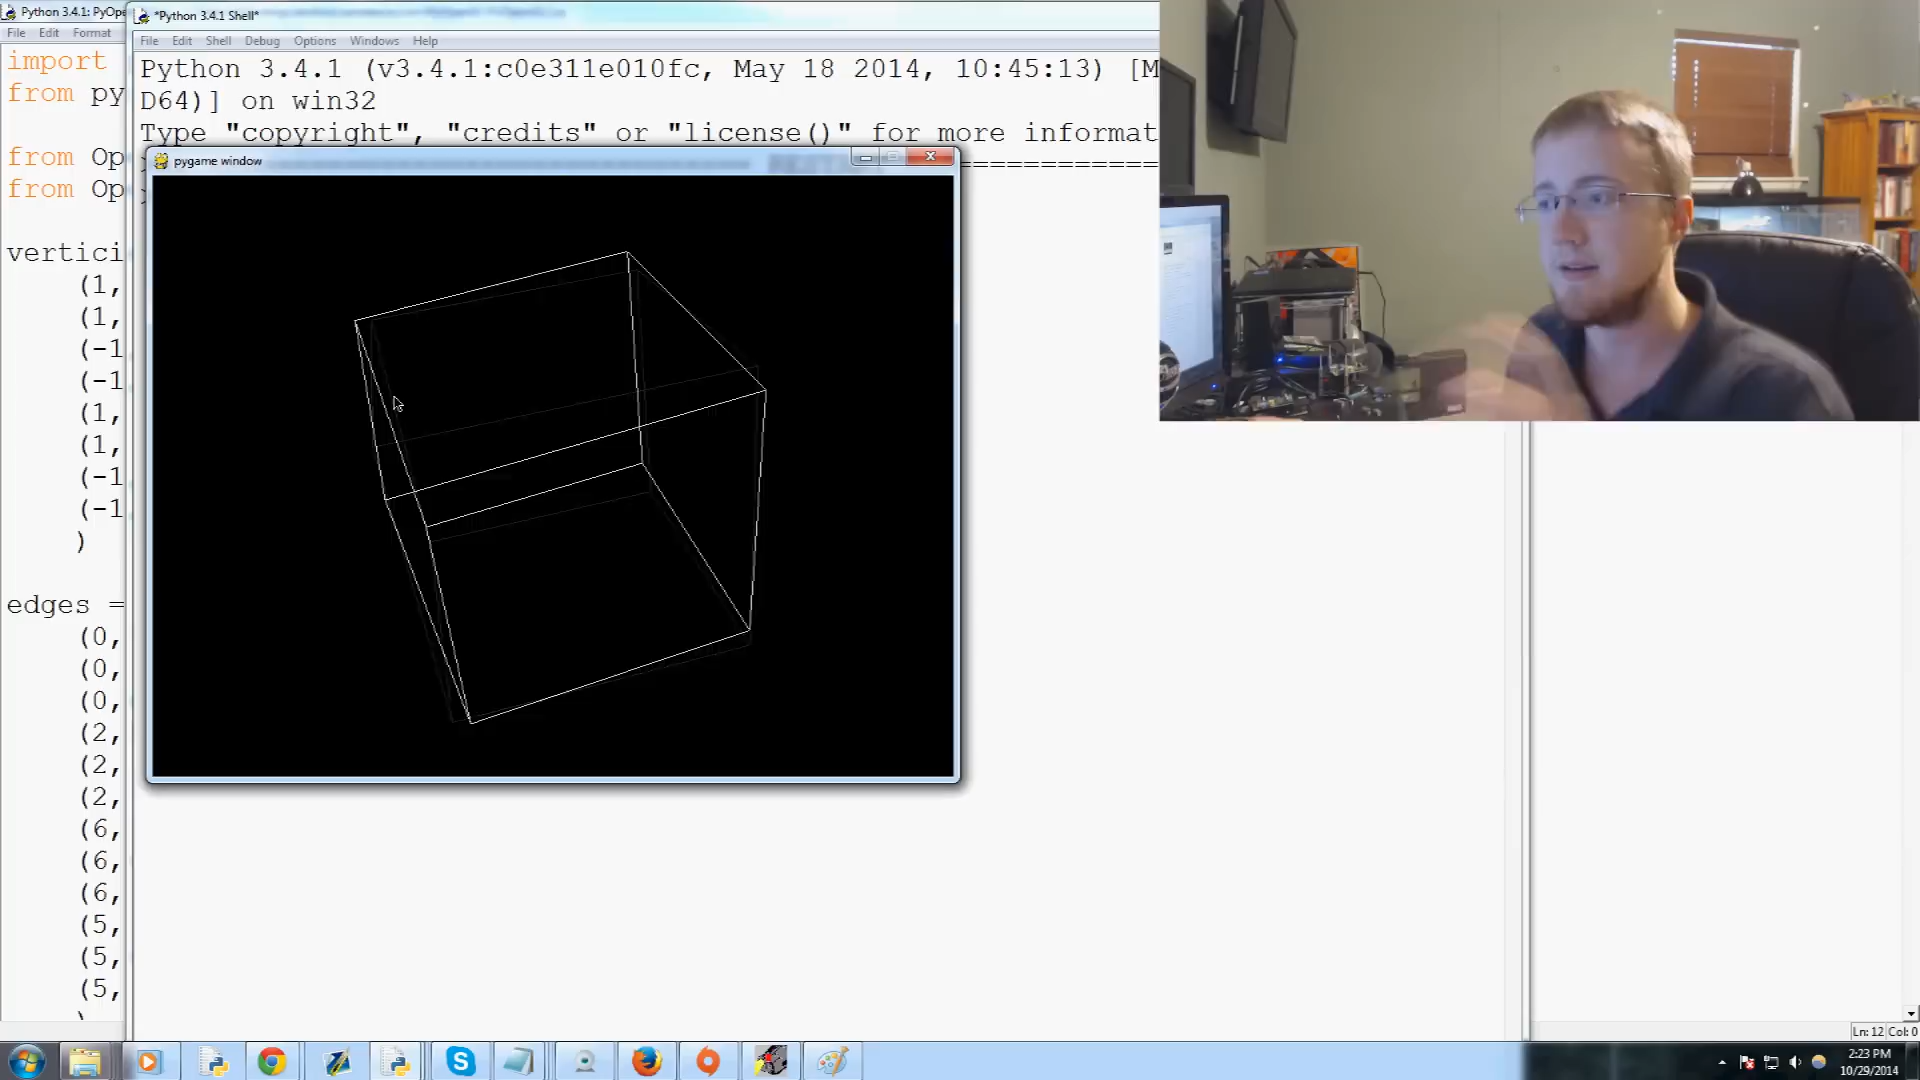 Python 3.4.1: PyOpe
File Edit Format
import
from py
from Op
from Op
vertici
(1,
(1,
(-1
(-1
(1,
(1,
(-1
(-1
)
edges =
(0,
(0,
(0,
(2,
(2,
(2,
(6,
(6,
(6,
(5,
(5,
(5,
)
*Python 3.4.1 Shell*
File Edit Shell Debug Options Windows Help
Python 3.4.1 (v3.4.1:c0e311e010fc, May 18 2014, 10:45:13) [M
D64)] on win32
Type "copyright", "credits" or "license()" for more informat
pygame window
Ln: 12 Col: 0
2:23 PM
10/29/2014